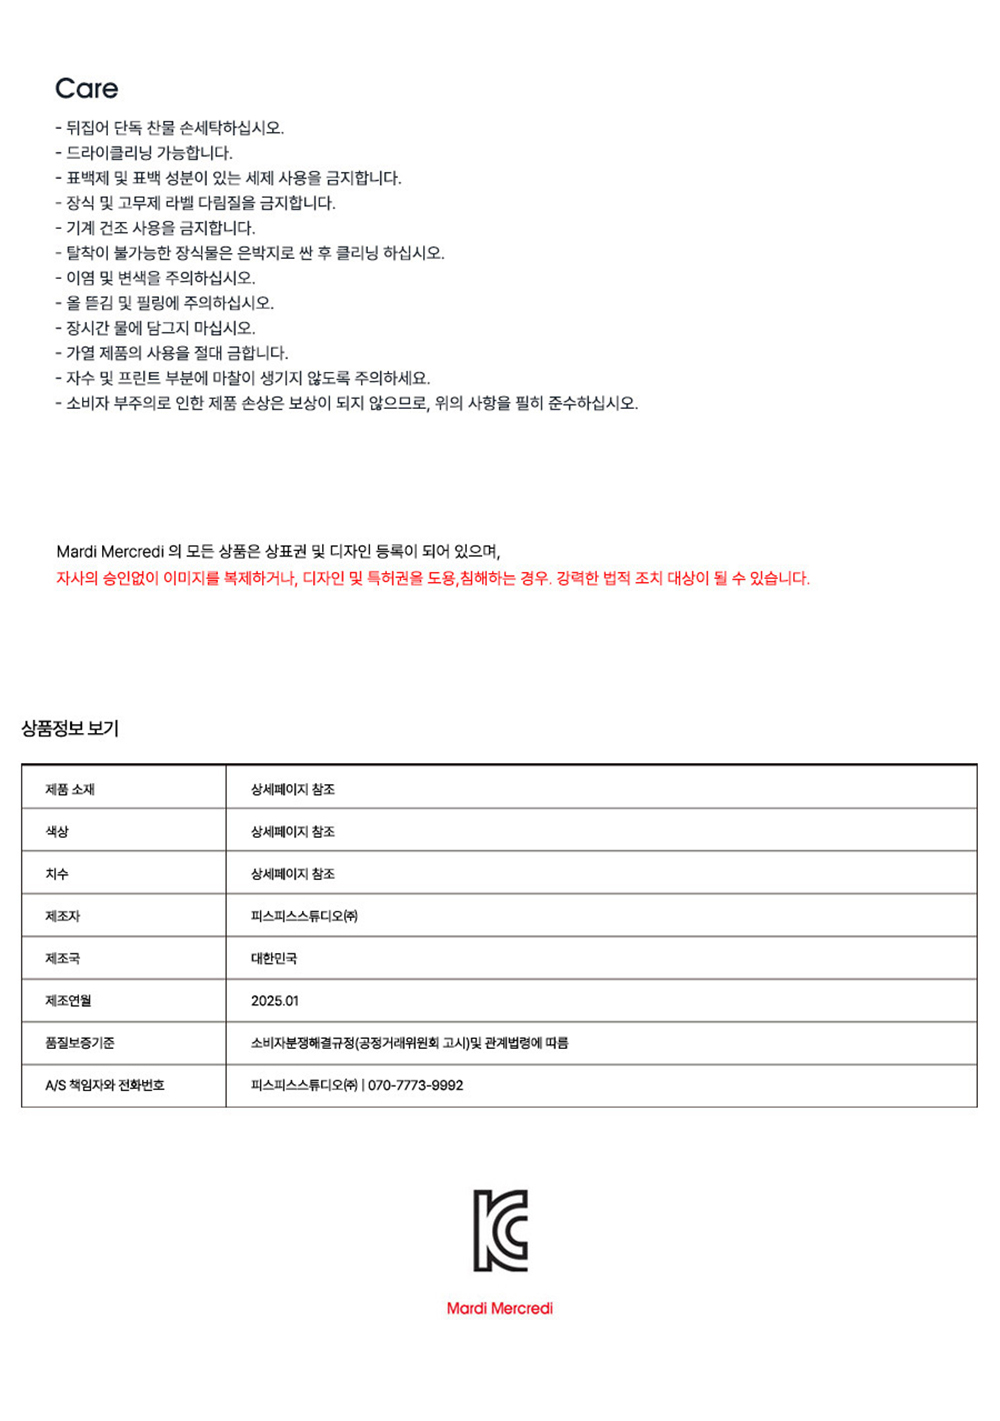 Care
- 뒤집어 단독 찬물 손세탁하십시오.
- 드라이클리닝 가능합니다.
- 표백제 및 표백 성분이 있는 세제 사용을 금지합니다.
- 장식 및 고무제 라벨 다림질을 금지합니다.
- 기계 건조 사용을 금지합니다.
- 탈착이 불가능한 장식물은 은박지로 싼 후 클리닝 하십시오.
- 이염 및 변색을 주의하십시오.
- 올 뜯김 및 필링에 주의하십시오.
- 장시간 물에 담그지 마십시오.
- 가열 제품의 사용을 절대 금합니다.
- 자수 및 프린트 부분에 마찰이 생기지 않도록 주의하세요.
- 소비자 부주의로 인한 제품 손상은 보상이 되지 않으므로, 위의 사항을 필히 준수하십시오.
Mardi Mercredi 의 모든 상품은 상표권 및 디자인 등록이 되어 있으며,
자사의 승인없이 이미지를 복제하거나, 디자인 및 특허권을 도용,침해하는 경우. 강력한 법적 조치 대상이 될 수 있습니다.
상품정보 보기
제품 소재 상세페이지 참조
색상 상세페이지 참조
치수 상세페이지 참조
제조자 피스피스스튜디오㈜
제조국 대한민국
제조연월 2025.01
품질보증기준 소비자분쟁해결규정(공정거래위원회 고시)및 관계법령에 따름
A/S 책임자와 전화번호 피스피스스튜디오㈜ | 070-7773-9992
KC
Mardi Mercredi